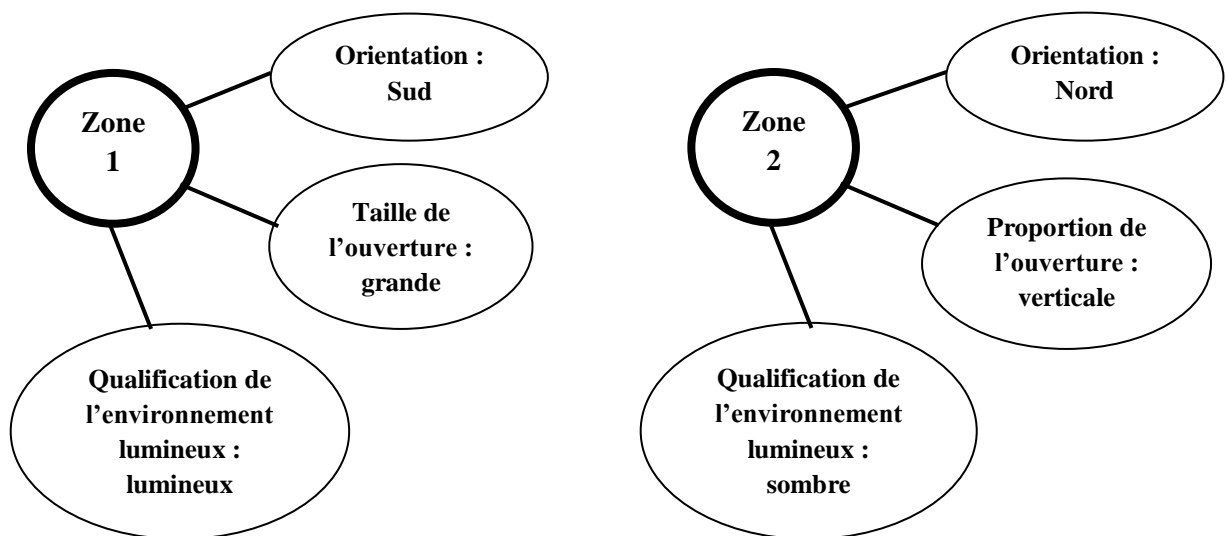 Zone
1
Orientation :
Sud
Taille de
l’ouverture :
grande
Qualification de
l’environnement
lumineux :
lumineux
Zone
2
Orientation :
Nord
Proportion de
l’ouverture :
verticale
Qualification de
l’environnement
lumineux :
sombre